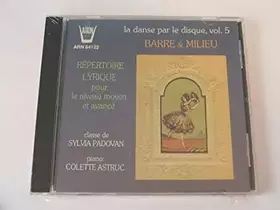 ARION
ARN 64122
la danse par le disque, vol. 5
BARRE & MILIEU
RÉPERTOIRE
LYRIQUE
pour
le niveau moyen
et avancé
classe de
SYLVIA PADOVAN
piano:
COLETTE ASTRUC